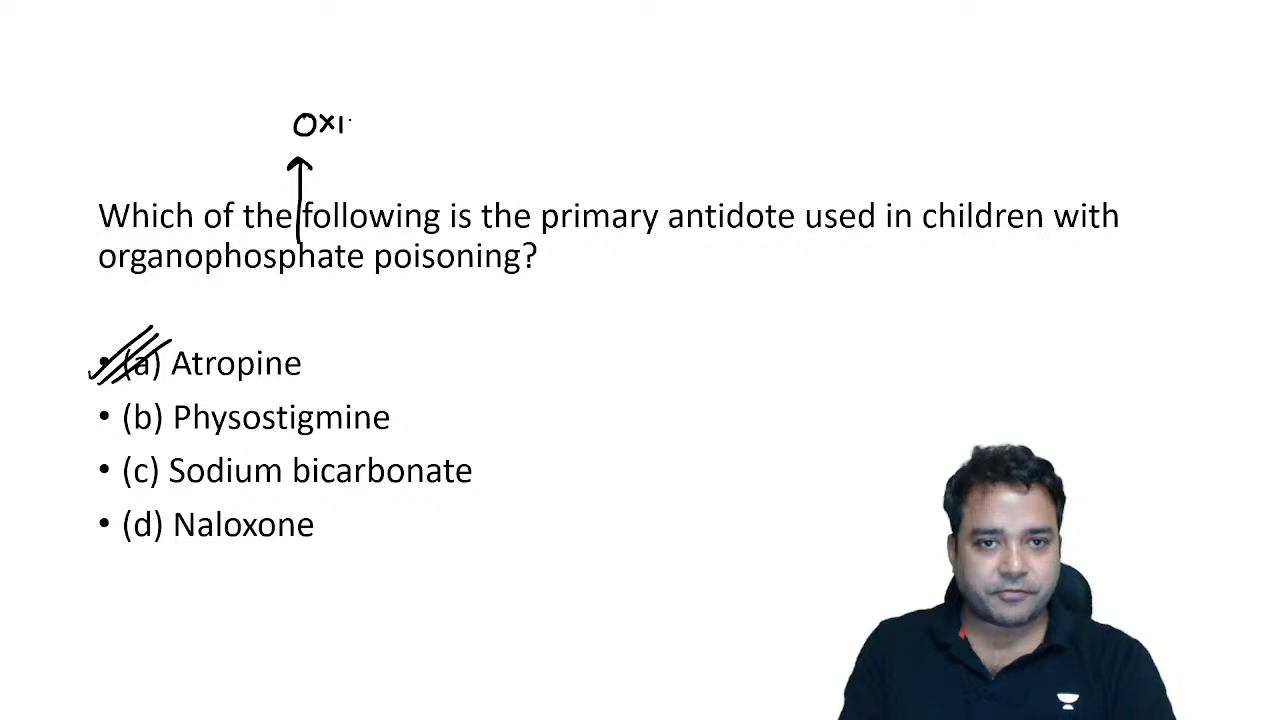 OXI
Which of the following is the primary antidote used in children with
organophosphate poisoning?
• (a) Atropine
• (b) Physostigmine
• (c) Sodium bicarbonate
• (d) Naloxone